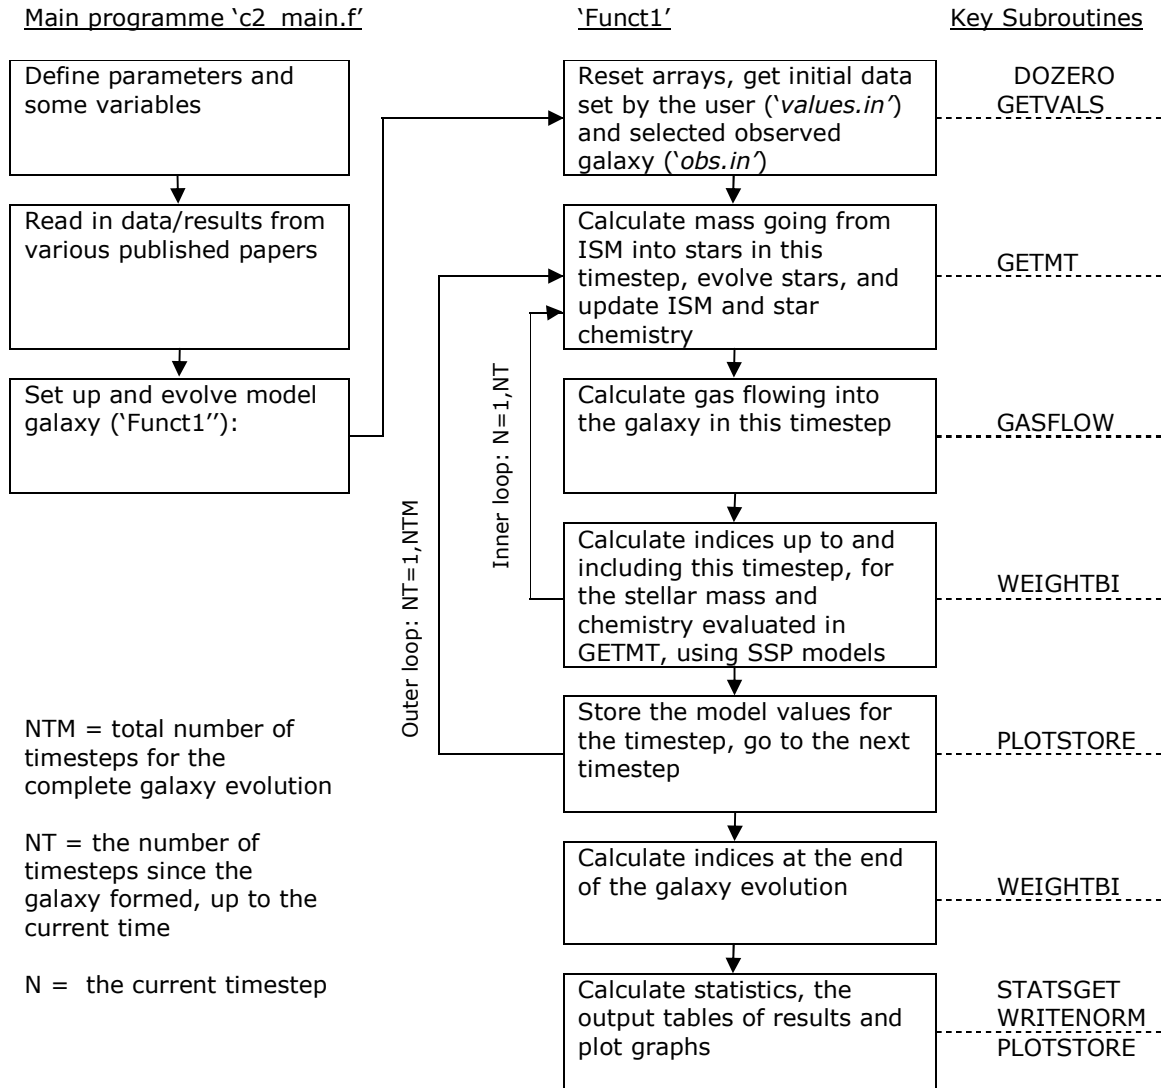 Main programme ‘c2_main.f’
‘Funct1’
Key Subroutines
Define parameters and
some variables
Read in data/results from
various published papers
Set up and evolve model
galaxy (‘Funct1’’):
Reset arrays, get initial data
set by the user (‘values.in’)
and selected observed
galaxy (‘obs.in’)
DOZERO
GETVALS
Calculate mass going from
ISM into stars in this
timestep, evolve stars, and
update ISM and star
chemistry
GETMT
Calculate gas flowing into
the galaxy in this timestep
GASFLOW
Calculate indices up to and
including this timestep, for
the stellar mass and
chemistry evaluated in
GETMT, using SSP models
WEIGHTBI
Store the model values for
the timestep, go to the next
timestep
PLOTSTORE
Calculate indices at the end
of the galaxy evolution
WEIGHTBI
Calculate statistics, the
output tables of results and
plot graphs
STATSGET
WRITENORM
PLOTSTORE
Inner loop: N=1,NT
Outer loop: NT=1,NTM
NTM = total number of
timesteps for the
complete galaxy evolution
NT = the number of
timesteps since the
galaxy formed, up to the
current time
N = the current timestep